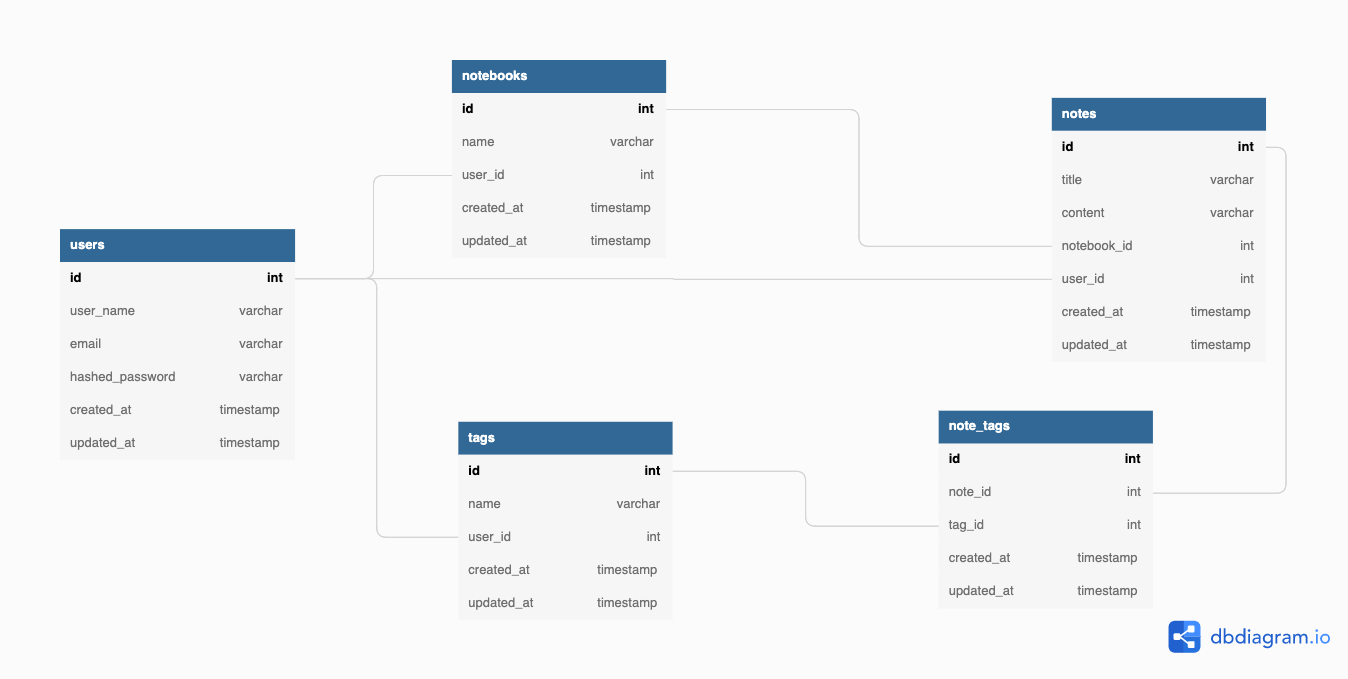 notebooks
id int
name varchar
user_id int
created_at timestamp
updated_at timestamp
notes
id int
title varchar
content varchar
notebook_id int
user_id int
created_at timestamp
updated_at timestamp
users
id int
user_name varchar
email varchar
hashed_password varchar
created_at timestamp
updated_at timestamp
tags
id int
name varchar
user_id int
created_at timestamp
updated_at timestamp
note_tags
id int
note_id int
tag_id int
created_at timestamp
updated_at timestamp
dbdiagram.io